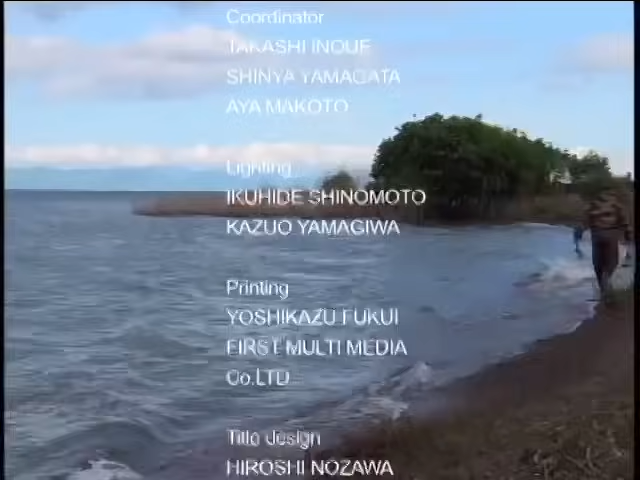 Coordinator
TAKASHI INOUE
SHINYA YAMAGATA
AYA MAKOTO
Lighting
IKUHIDE SHINOMOTO
KAZUO YAMAGIWA
Printing
YOSHIKAZU FUKUI
FIRST MULTI MEDIA
Co.LTD
Title design
HIROSHI NOZAWA